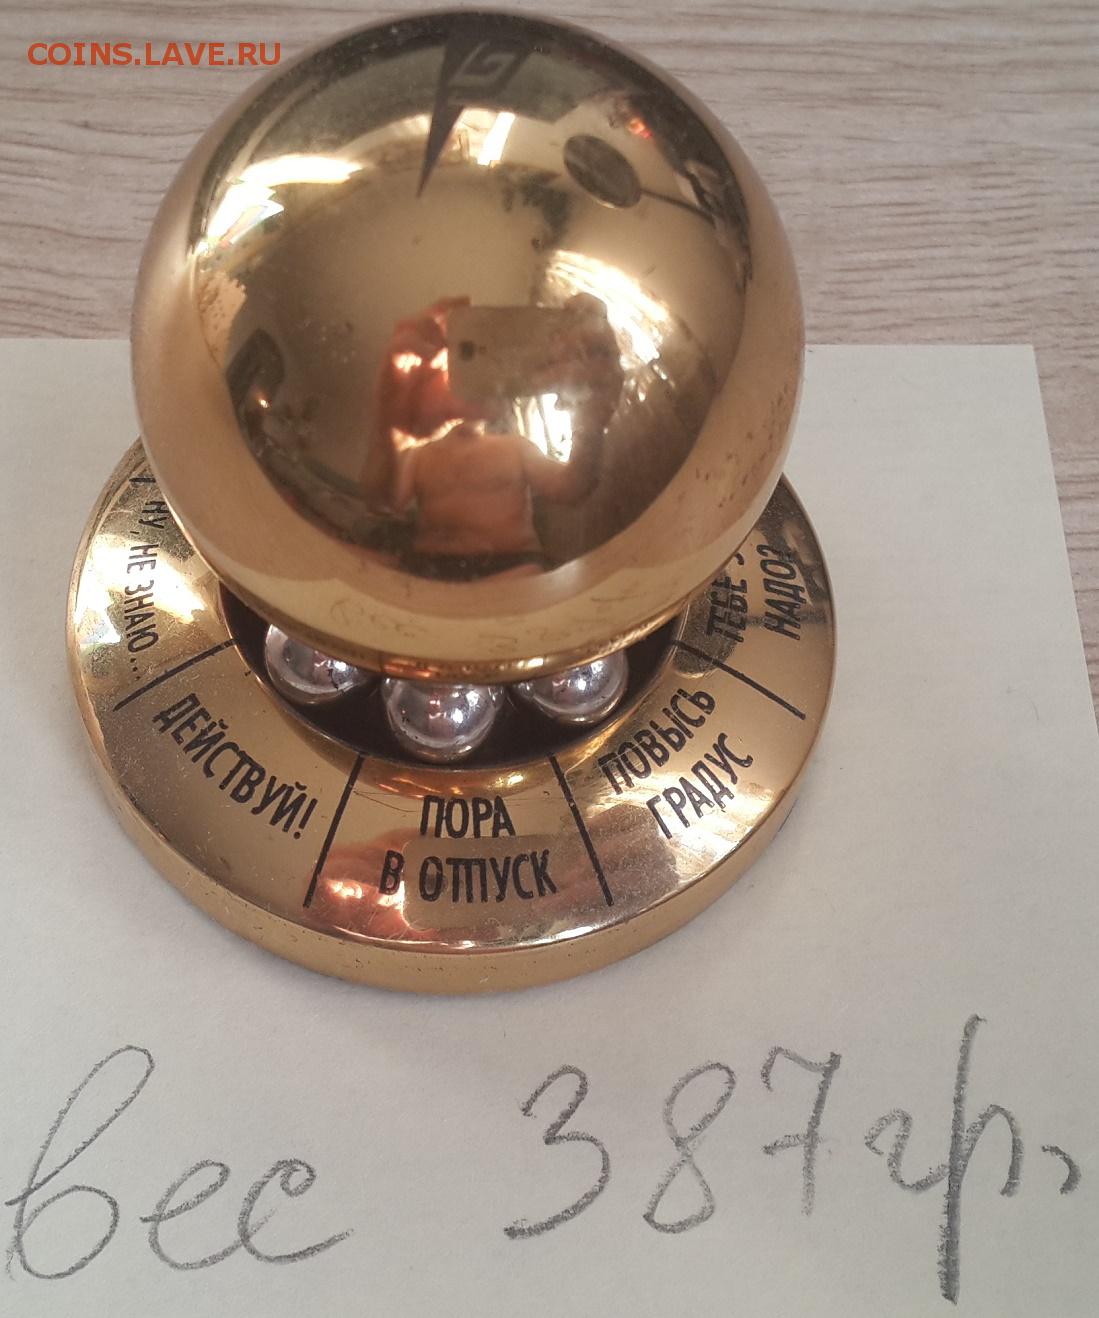 COINS.LAVE.RU
НУ, НЕ ЗНАЮ...
ДЕЙСТВУЙ!
ПОРА
В ОТПУСК
ПОВЫСЬ
ГРАДУС
ТЕБЕ
НАДО?
вес 387 гр.